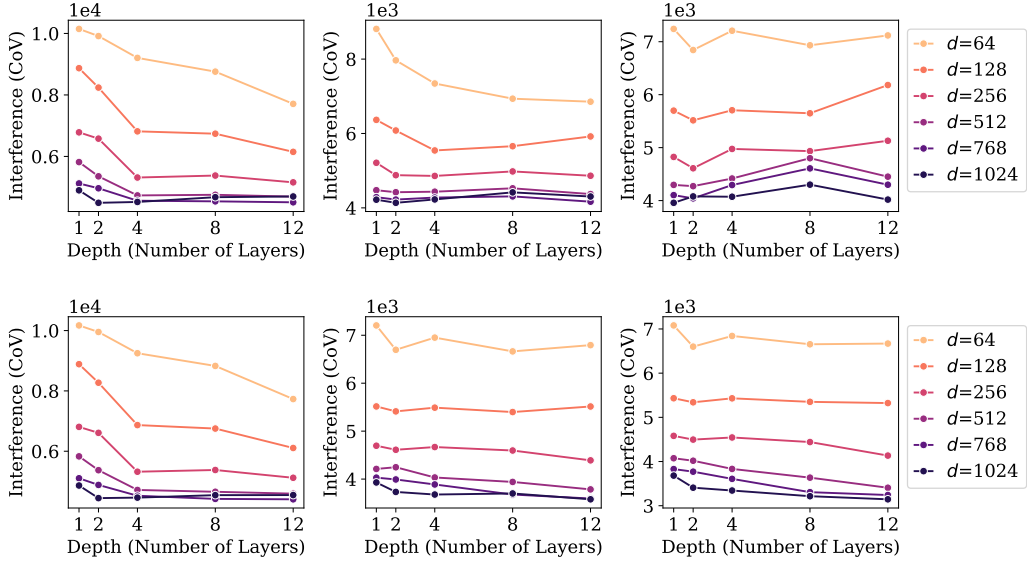 1e4
Interference (CoV)
1.0
0.8
0.6
1 2 4 8 12
Depth (Number of Layers)
1e3
Interference (CoV)
8
6
4
1 2 4 8 12
Depth (Number of Layers)
1e3
Interference (CoV)
7
6
5
4
1 2 4 8 12
Depth (Number of Layers)
d=64
d=128
d=256
d=512
d=768
d=1024
1e4
Interference (CoV)
1.0
0.8
0.6
1 2 4 8 12
Depth (Number of Layers)
1e3
Interference (CoV)
7
6
5
4
1 2 4 8 12
Depth (Number of Layers)
1e3
Interference (CoV)
7
6
5
4
3
1 2 4 8 12
Depth (Number of Layers)
d=64
d=128
d=256
d=512
d=768
d=1024